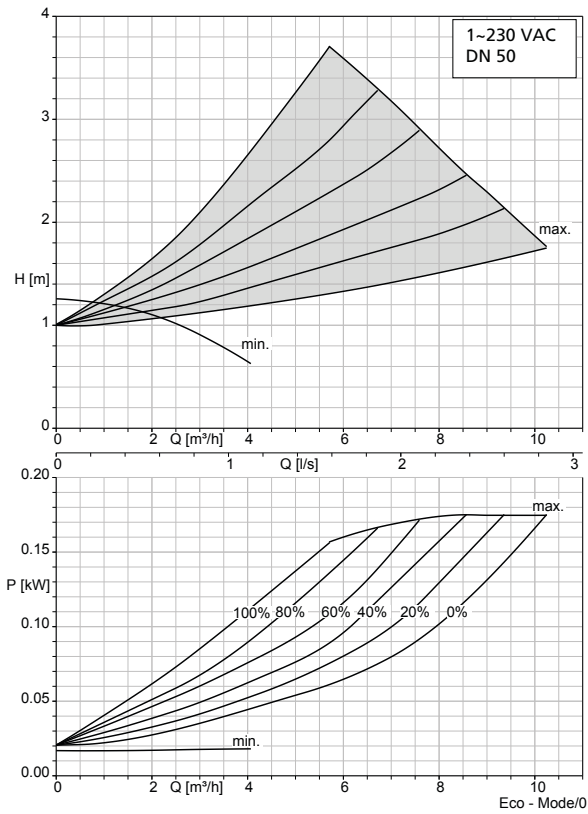 4
1~230 VAC
DN 50
3
2
max.
H [m]
1
min.
0
0 2 Q [m³/h] 4 6 8 10
0 1 Q [l/s] 2 3
0.20
max.
0.15
P [kW]
100% 80% 60% 40% 20% 0%
0.10
0.05
min.
0.00
0 2 Q [m³/h] 4 6 8 10
Eco - Mode/0